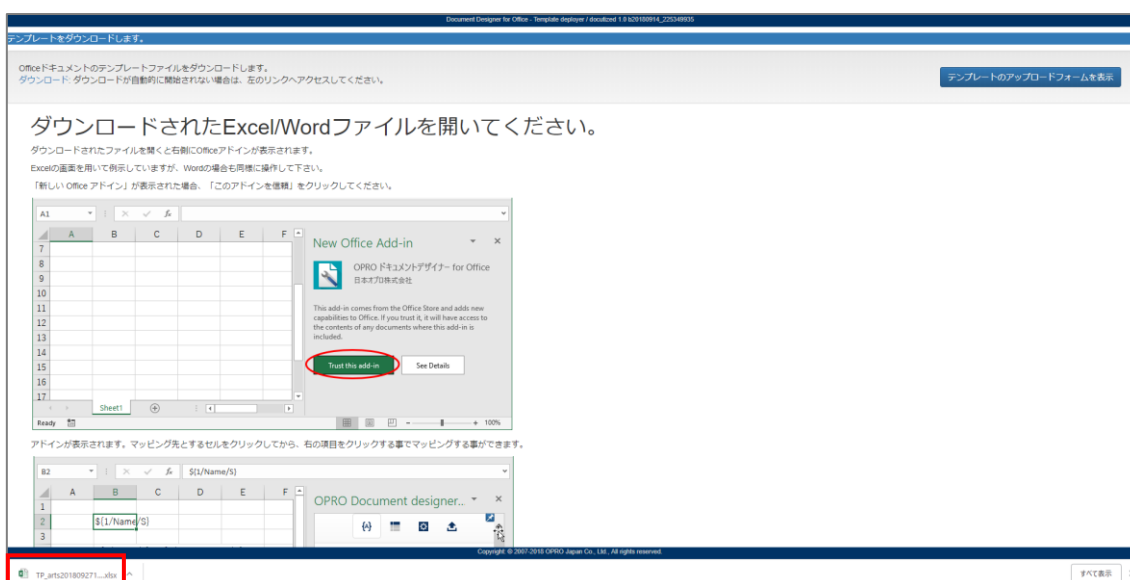 Document Designer for Office - Template deployer / docutized 1.0 b20180914_225349935
テンプレートをダウンロードします。
Officeドキュメントのテンプレートファイルをダウンロードします。
ダウンロード: ダウンロードが自動的に開始されない場合は、左のリンクへアクセスしてください。
テンプレートのアップロードフォームを表示
ダウンロードされたExcel/Wordファイルを開いてください。
ダウンロードされたファイルを開くと右側にOfficeアドインが表示されます。
Excelの画面を用いて例示していますが、Wordの場合も同様に操作して下さい。
「新しい Office アドイン」が表示された場合、「このアドインを信頼」をクリックしてください。
A1 fx
A B C D E F
7
8
9
10
11
12
13
14
15
16
17
New Office Add-in
OPRO ドキュメントデザイナー for Office
日本オプロ株式会社
This add-in comes from the Office Store and adds new
capabilities to Office. If you trust it, it will have access to
the contents of any documents where this add-in is
included.
Trust this add-in See Details
Sheet1
Ready 100%
アドインが表示されます。マッピング先とするセルをクリックしてから、右の項目をクリックする事でマッピングする事ができます。
B2 fx ${1/Name/S}
A B C D E F
1
2 ${1/Name/S}
3
OPRO Document designer...
Copyright © 2007-2018 OPRO Japan Co., Ltd., All rights reserved.
TP_arts201809271....xlsx
すべて表示